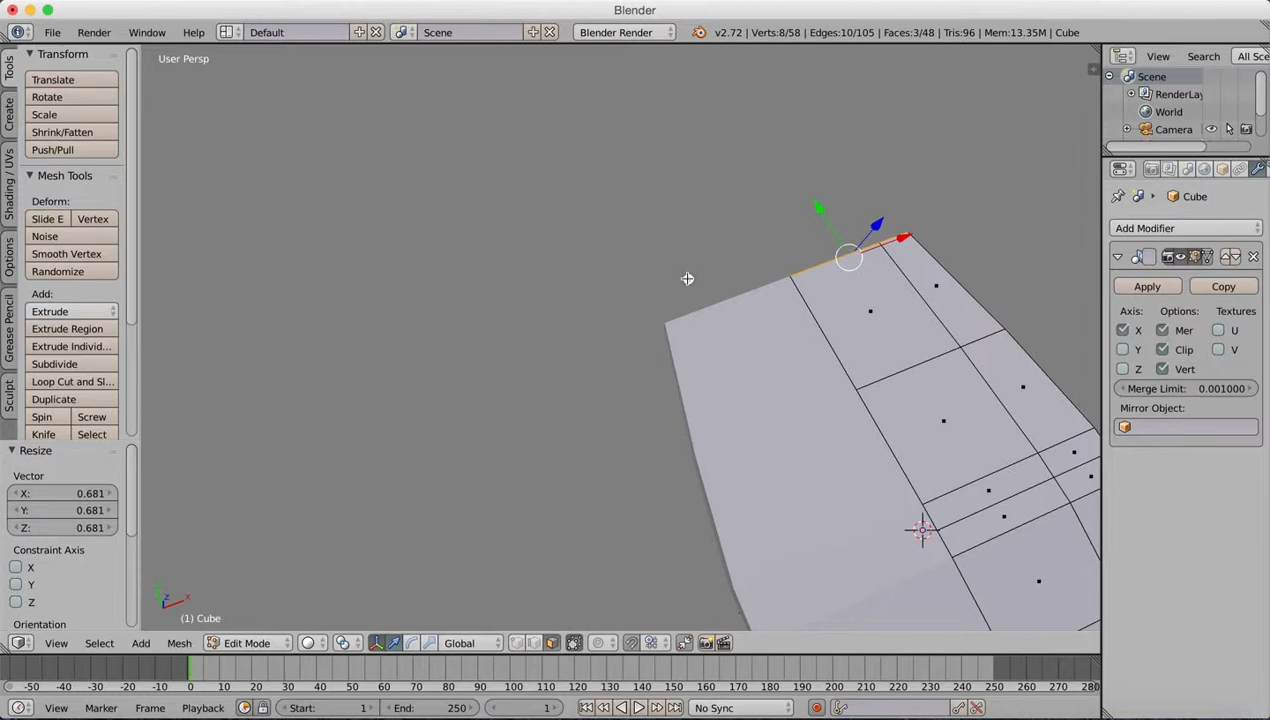 Blender
File Render Window Help Default Scene Blender Render v2.72 | Verts:8/58 | Edges:10/105 | Faces:3/48 | Tris:96 | Mem:13.35M | Cube
Tools
Create
Shading / UVs
Options
Grease Pencil
Sculpt
Transform
Translate
Rotate
Scale
Shrink/Fatten
Push/Pull
Mesh Tools
Deform:
Slide E Vertex
Noise
Smooth Vertex
Randomize
Add:
Extrude
Extrude Region
Extrude Individ...
Subdivide
Loop Cut and Sl...
Duplicate
Spin Screw
Knife Select
Resize
Vector
X: 0.681
Y: 0.681
Z: 0.681
Constraint Axis
X
Y
Z
Orientation
User Persp
(1) Cube
View Search All Sce
Scene
RenderLay
World
Camera
Cube
Add Modifier
Apply Copy
Axis: Options: Textures
X Mer U
Y Clip V
Z Vert
Merge Limit: 0.001000
Mirror Object:
View Select Add Mesh Edit Mode Global
-50 -40 -30 -20 -10 0 10 20 30 40 50 60 70 80 90 100 110 120 130 140 150 160 170 180 190 200 210 220 230 240 250 260 270 280
View Marker Frame Playback Start: 1 End: 250 1 No Sync